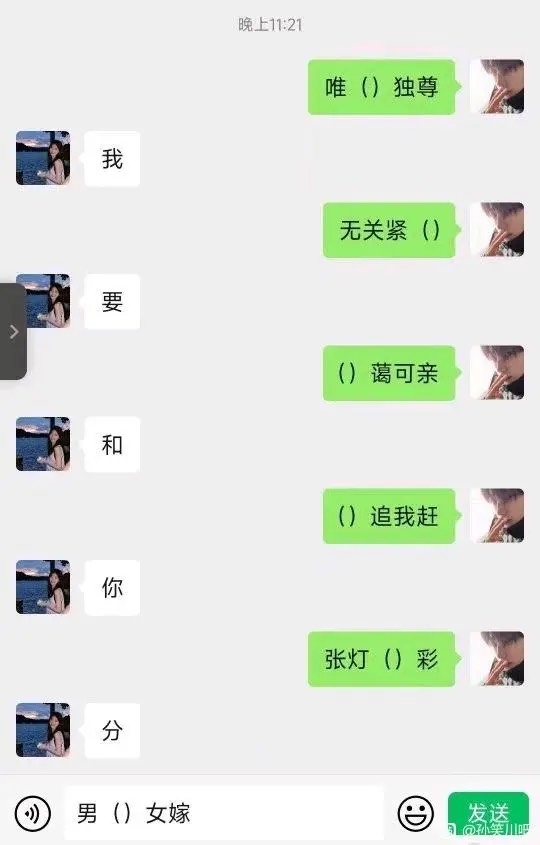 晚上11:21
唯（）独尊
我
无关紧（）
要
（）蔼可亲
和
（）追我赶
你
张灯（）彩
分
男（）女嫁
发送
@孙笑川吧